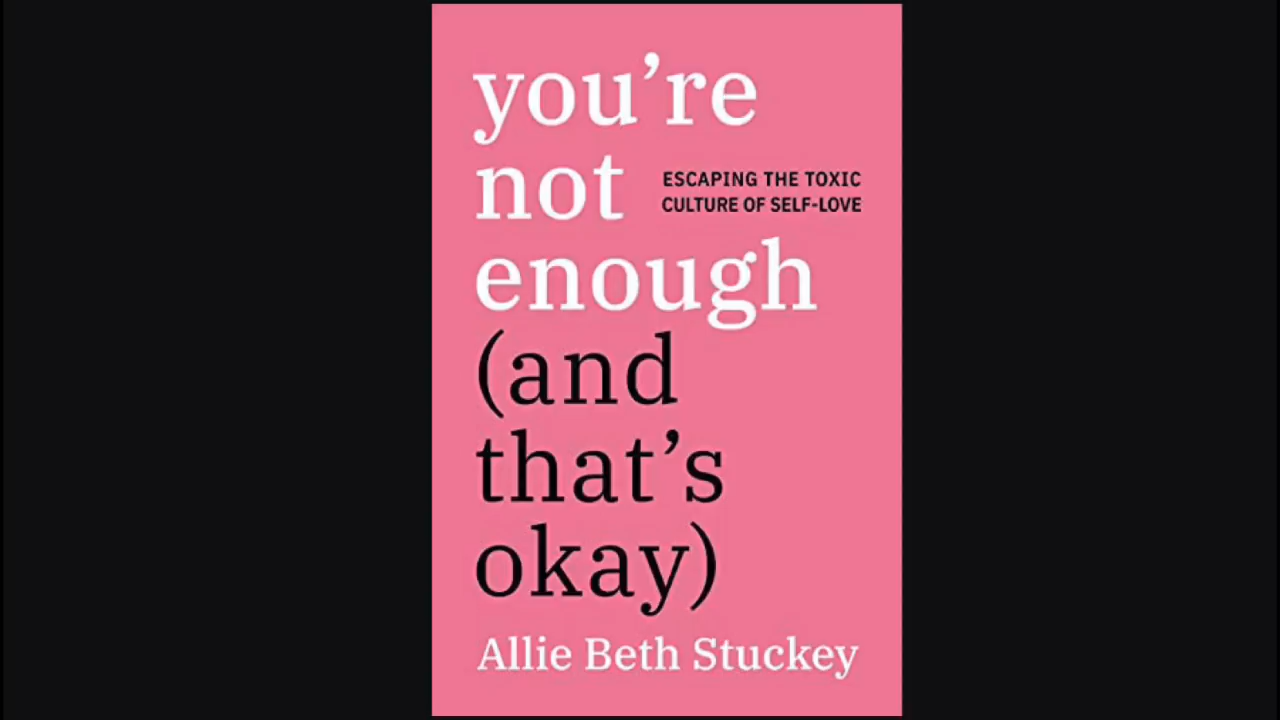 you’re
not
ESCAPING THE TOXIC
CULTURE OF SELF-LOVE
enough
(and
that’s
okay)
Allie Beth Stuckey